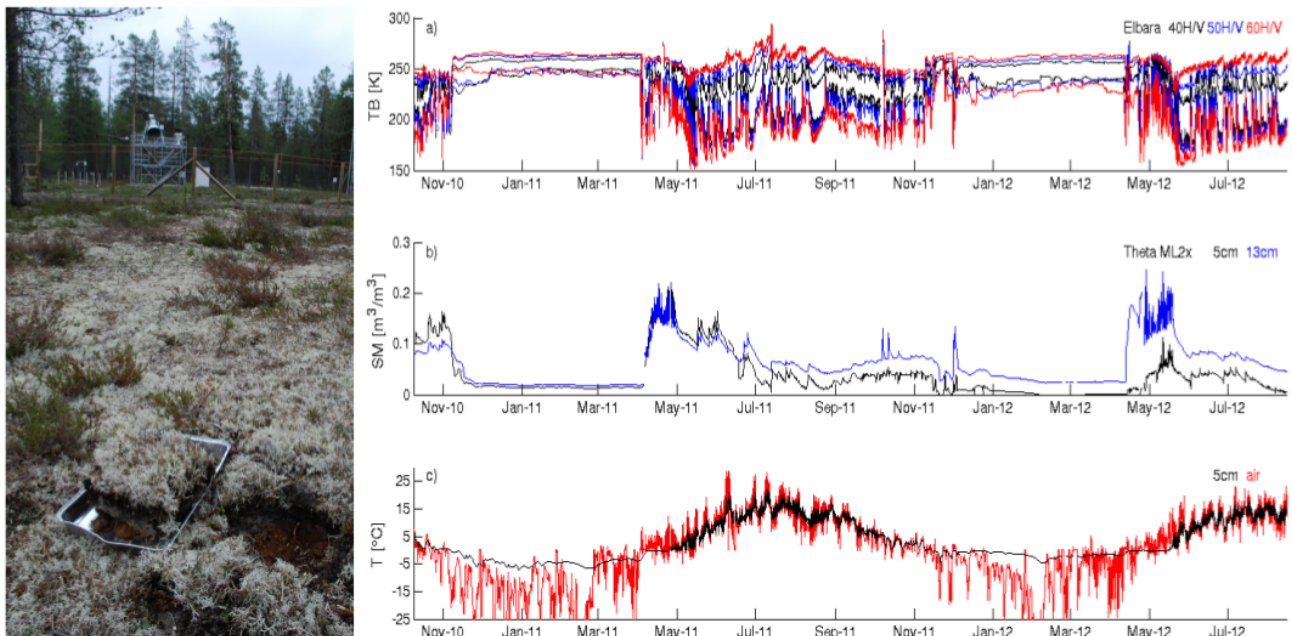 a) Elbara 40H/V 50H/V 60H/V
TB [K]
300
250
200
150
Nov-10 Jan-11 Mar-11 May-11 Jul-11 Sep-11 Nov-11 Jan-12 Mar-12 May-12 Jul-12
b) Theta ML2x 5cm 13cm
SM [m³/m³]
0.3
0.2
0.1
0
Nov-10 Jan-11 Mar-11 May-11 Jul-11 Sep-11 Nov-11 Jan-12 Mar-12 May-12 Jul-12
c) 5cm air
T [°C]
25
15
5
-5
-15
-25
Nov-10 Jan-11 Mar-11 May-11 Jul-11 Sep-11 Nov-11 Jan-12 Mar-12 May-12 Jul-12